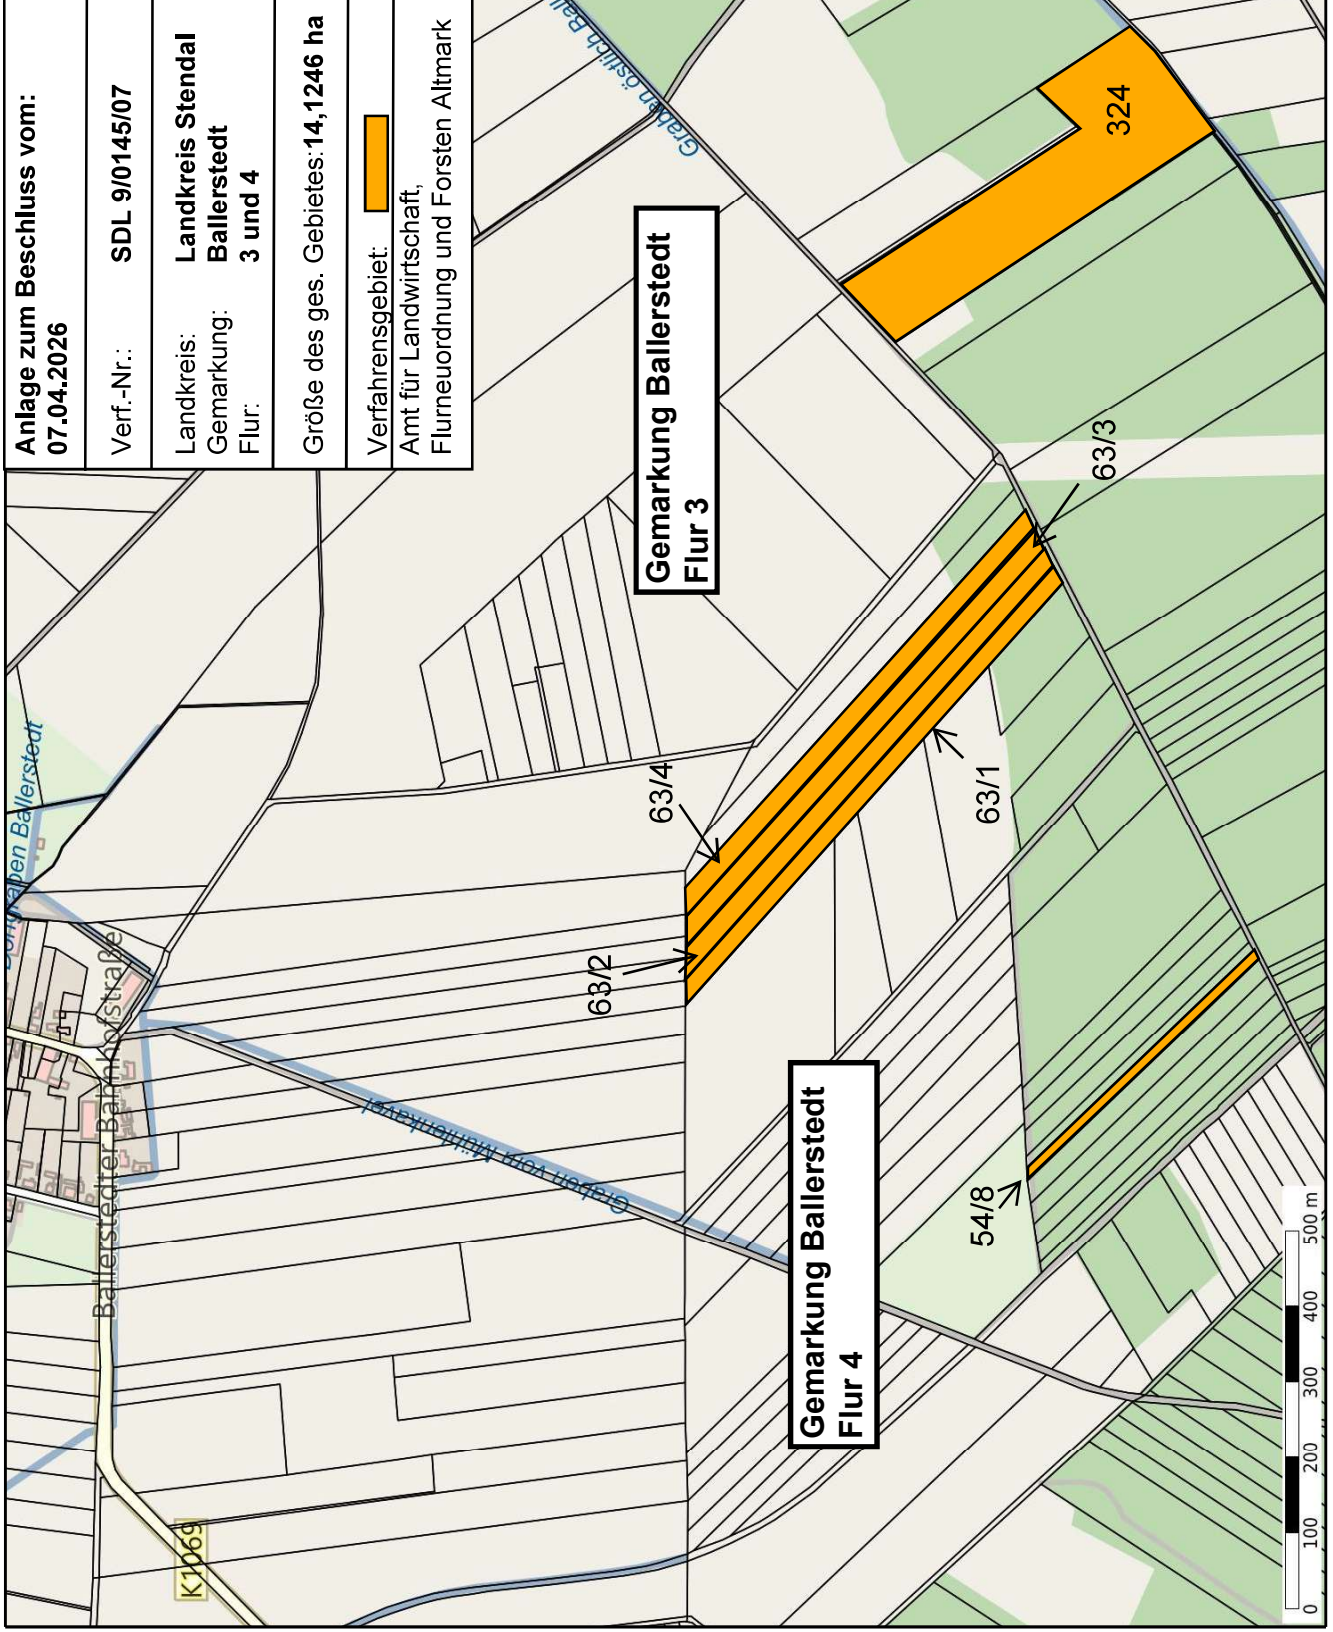 Anlage zum Beschluss vom:
07.04.2026
Verf.-Nr.: SDL 9/0145/07
Landkreis: Landkreis Stendal
Gemarkung: Ballerstedt
Flur: 3 und 4
Größe des ges. Gebietes: 14,1246 ha
Verfahrensgebiet:
Amt für Landwirtschaft,
Flurneuordnung und Forsten Altmark
Graben östlich Ball
324
Gemarkung Ballerstedt
Flur 3
63/3
63/4
63/1
63/2
Ballerstedt
Ballerstedter Bahnhofstraße
Graben vom Mühlenkavel
Gemarkung Ballerstedt
Flur 4
54/8
K1069
0 100 200 300 400 500 m